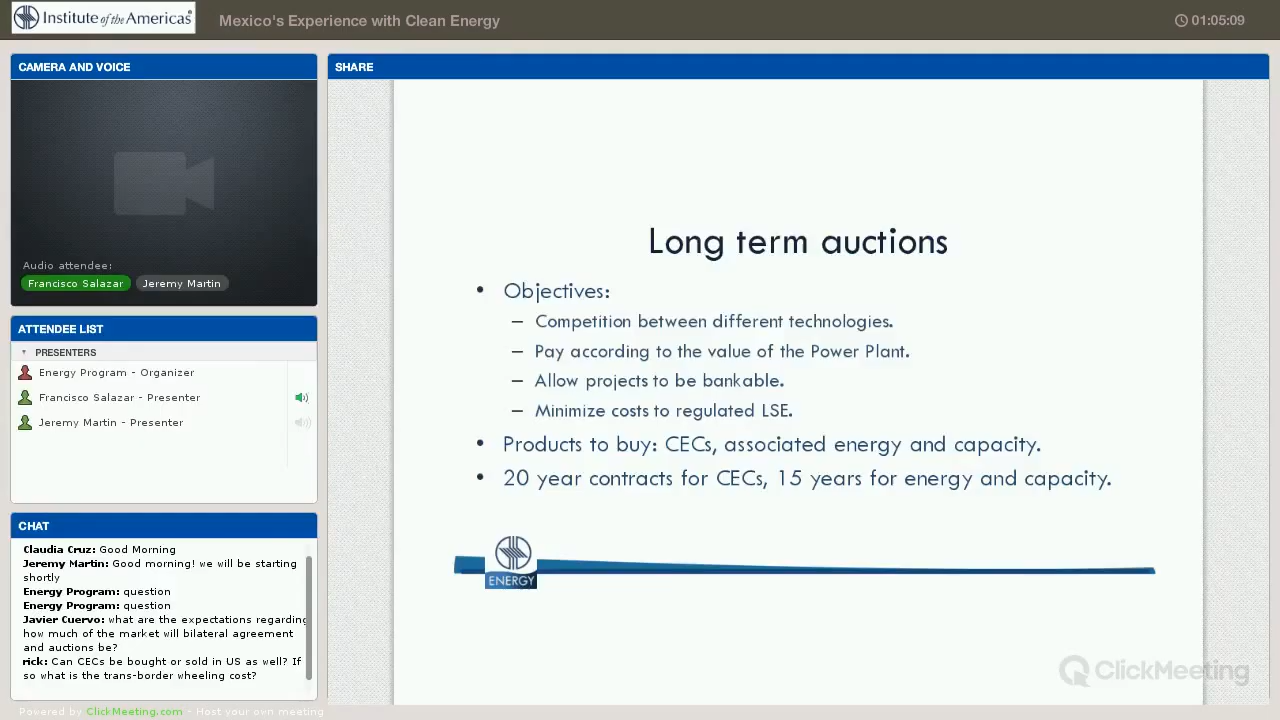 Institute of the Americas
Mexico's Experience with Clean Energy
01:05:09
CAMERA AND VOICE
Audio attendee:
Francisco Salazar
Jeremy Martin
ATTENDEE LIST
PRESENTERS
Energy Program - Organizer
Francisco Salazar - Presenter
Jeremy Martin - Presenter
CHAT
Claudia Cruz: Good Morning
Jeremy Martin: Good morning! we will be starting
shortly
Energy Program: question
Energy Program: question
Javier Cuervo: what are the expectations regarding
how much of the market will bilateral agreement
and auctions be?
rick: Can CECs be bought or sold in US as well? If
so what is the trans-border wheeling cost?
Powered by ClickMeeting.com - Host your own meeting
SHARE
Long term auctions
• Objectives:
– Competition between different technologies.
– Pay according to the value of the Power Plant.
– Allow projects to be bankable.
– Minimize costs to regulated LSE.
• Products to buy: CECs, associated energy and capacity.
• 20 year contracts for CECs, 15 years for energy and capacity.
ENERGY
ClickMeeting